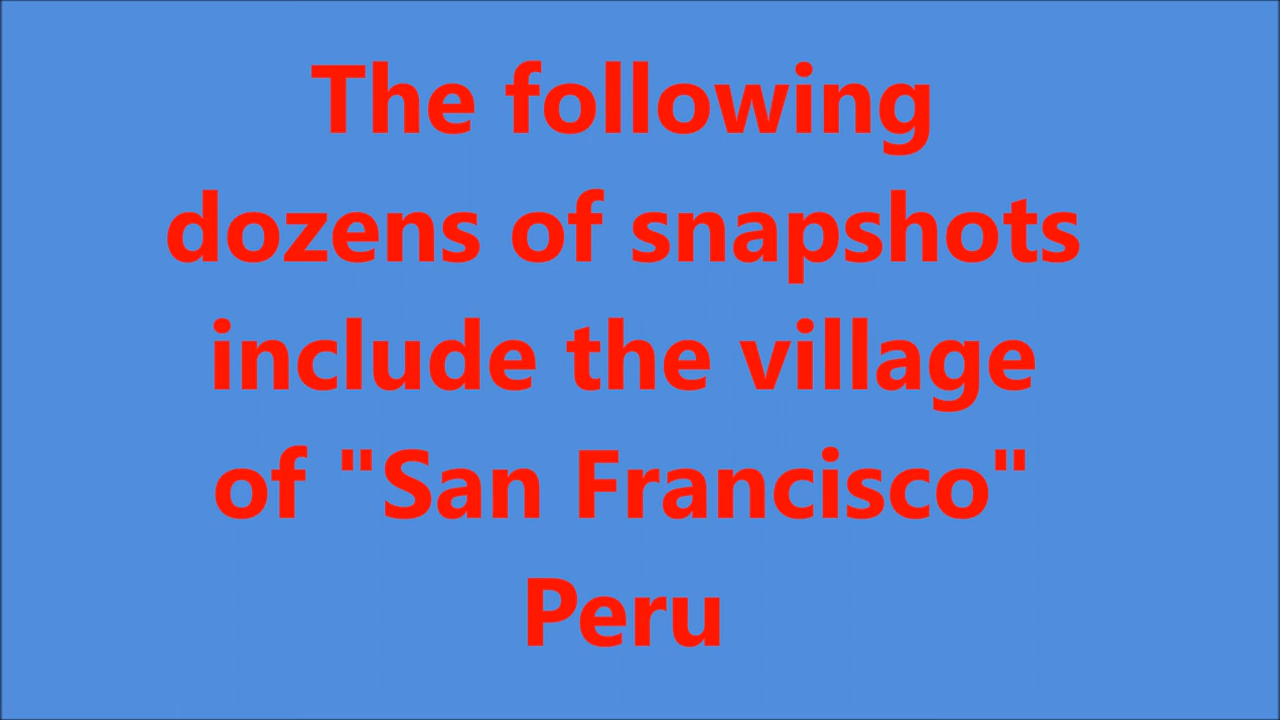 The following
dozens of snapshots
include the village
of "San Francisco"
Peru